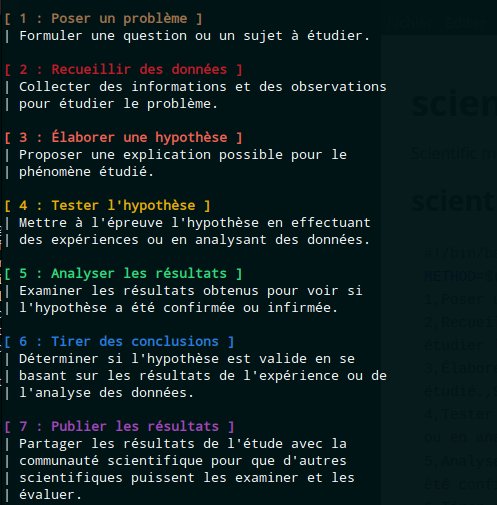 [ 1 : Poser un problème ]
| Formuler une question ou un sujet à étudier.
[ 2 : Recueillir des données ]
| Collecter des informations et des observations
| pour étudier le problème.
[ 3 : Élaborer une hypothèse ]
| Proposer une explication possible pour le
| phénomène étudié.
[ 4 : Tester l'hypothèse ]
| Mettre à l'épreuve l'hypothèse en effectuant
| des expériences ou en analysant des données.
[ 5 : Analyser les résultats ]
| Examiner les résultats obtenus pour voir si
| l'hypothèse a été confirmée ou infirmée.
[ 6 : Tirer des conclusions ]
| Déterminer si l'hypothèse est valide en se
| basant sur les résultats de l'expérience ou de
| l'analyse des données.
[ 7 : Publier les résultats ]
| Partager les résultats de l'étude avec la
| communauté scientifique pour que d'autres
| scientifiques puissent les examiner et les
| évaluer.